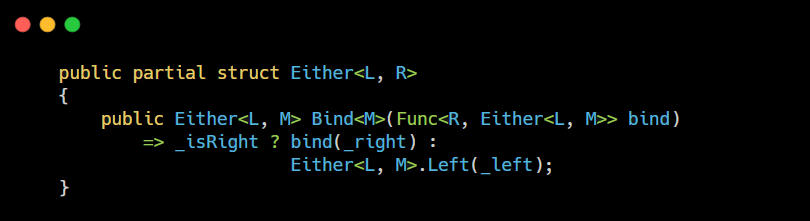 public partial struct Either<L, R>
{
    public Either<L, M> Bind<M>(Func<R, Either<L, M>> bind)
        => _isRight ? bind(_right) :
                      Either<L, M>.Left(_left);
}